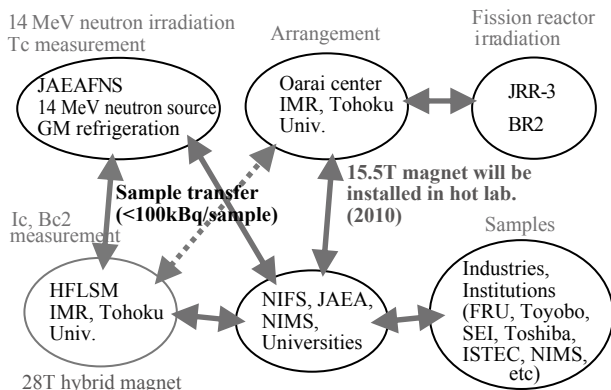 14 MeV neutron irradiation
Tc measurement
Arrangement
Fission reactor
irradiation
JAEAFNS
14 MeV neutron source
GM refrigeration
Oarai center
IMR, Tohoku
Univ.
JRR-3
BR2
Sample transfer
(<100kBq/sample)
15.5T magnet will be
installed in hot lab.
(2010)
Ic, Bc2
measurement
Samples
HFLSM
IMR, Tohoku
Univ.
NIFS, JAEA,
NIMS,
Universities
Industries,
Institutions
(FRU, Toyobo,
SEI, Toshiba,
ISTEC, NIMS,
etc)
28T hybrid magnet